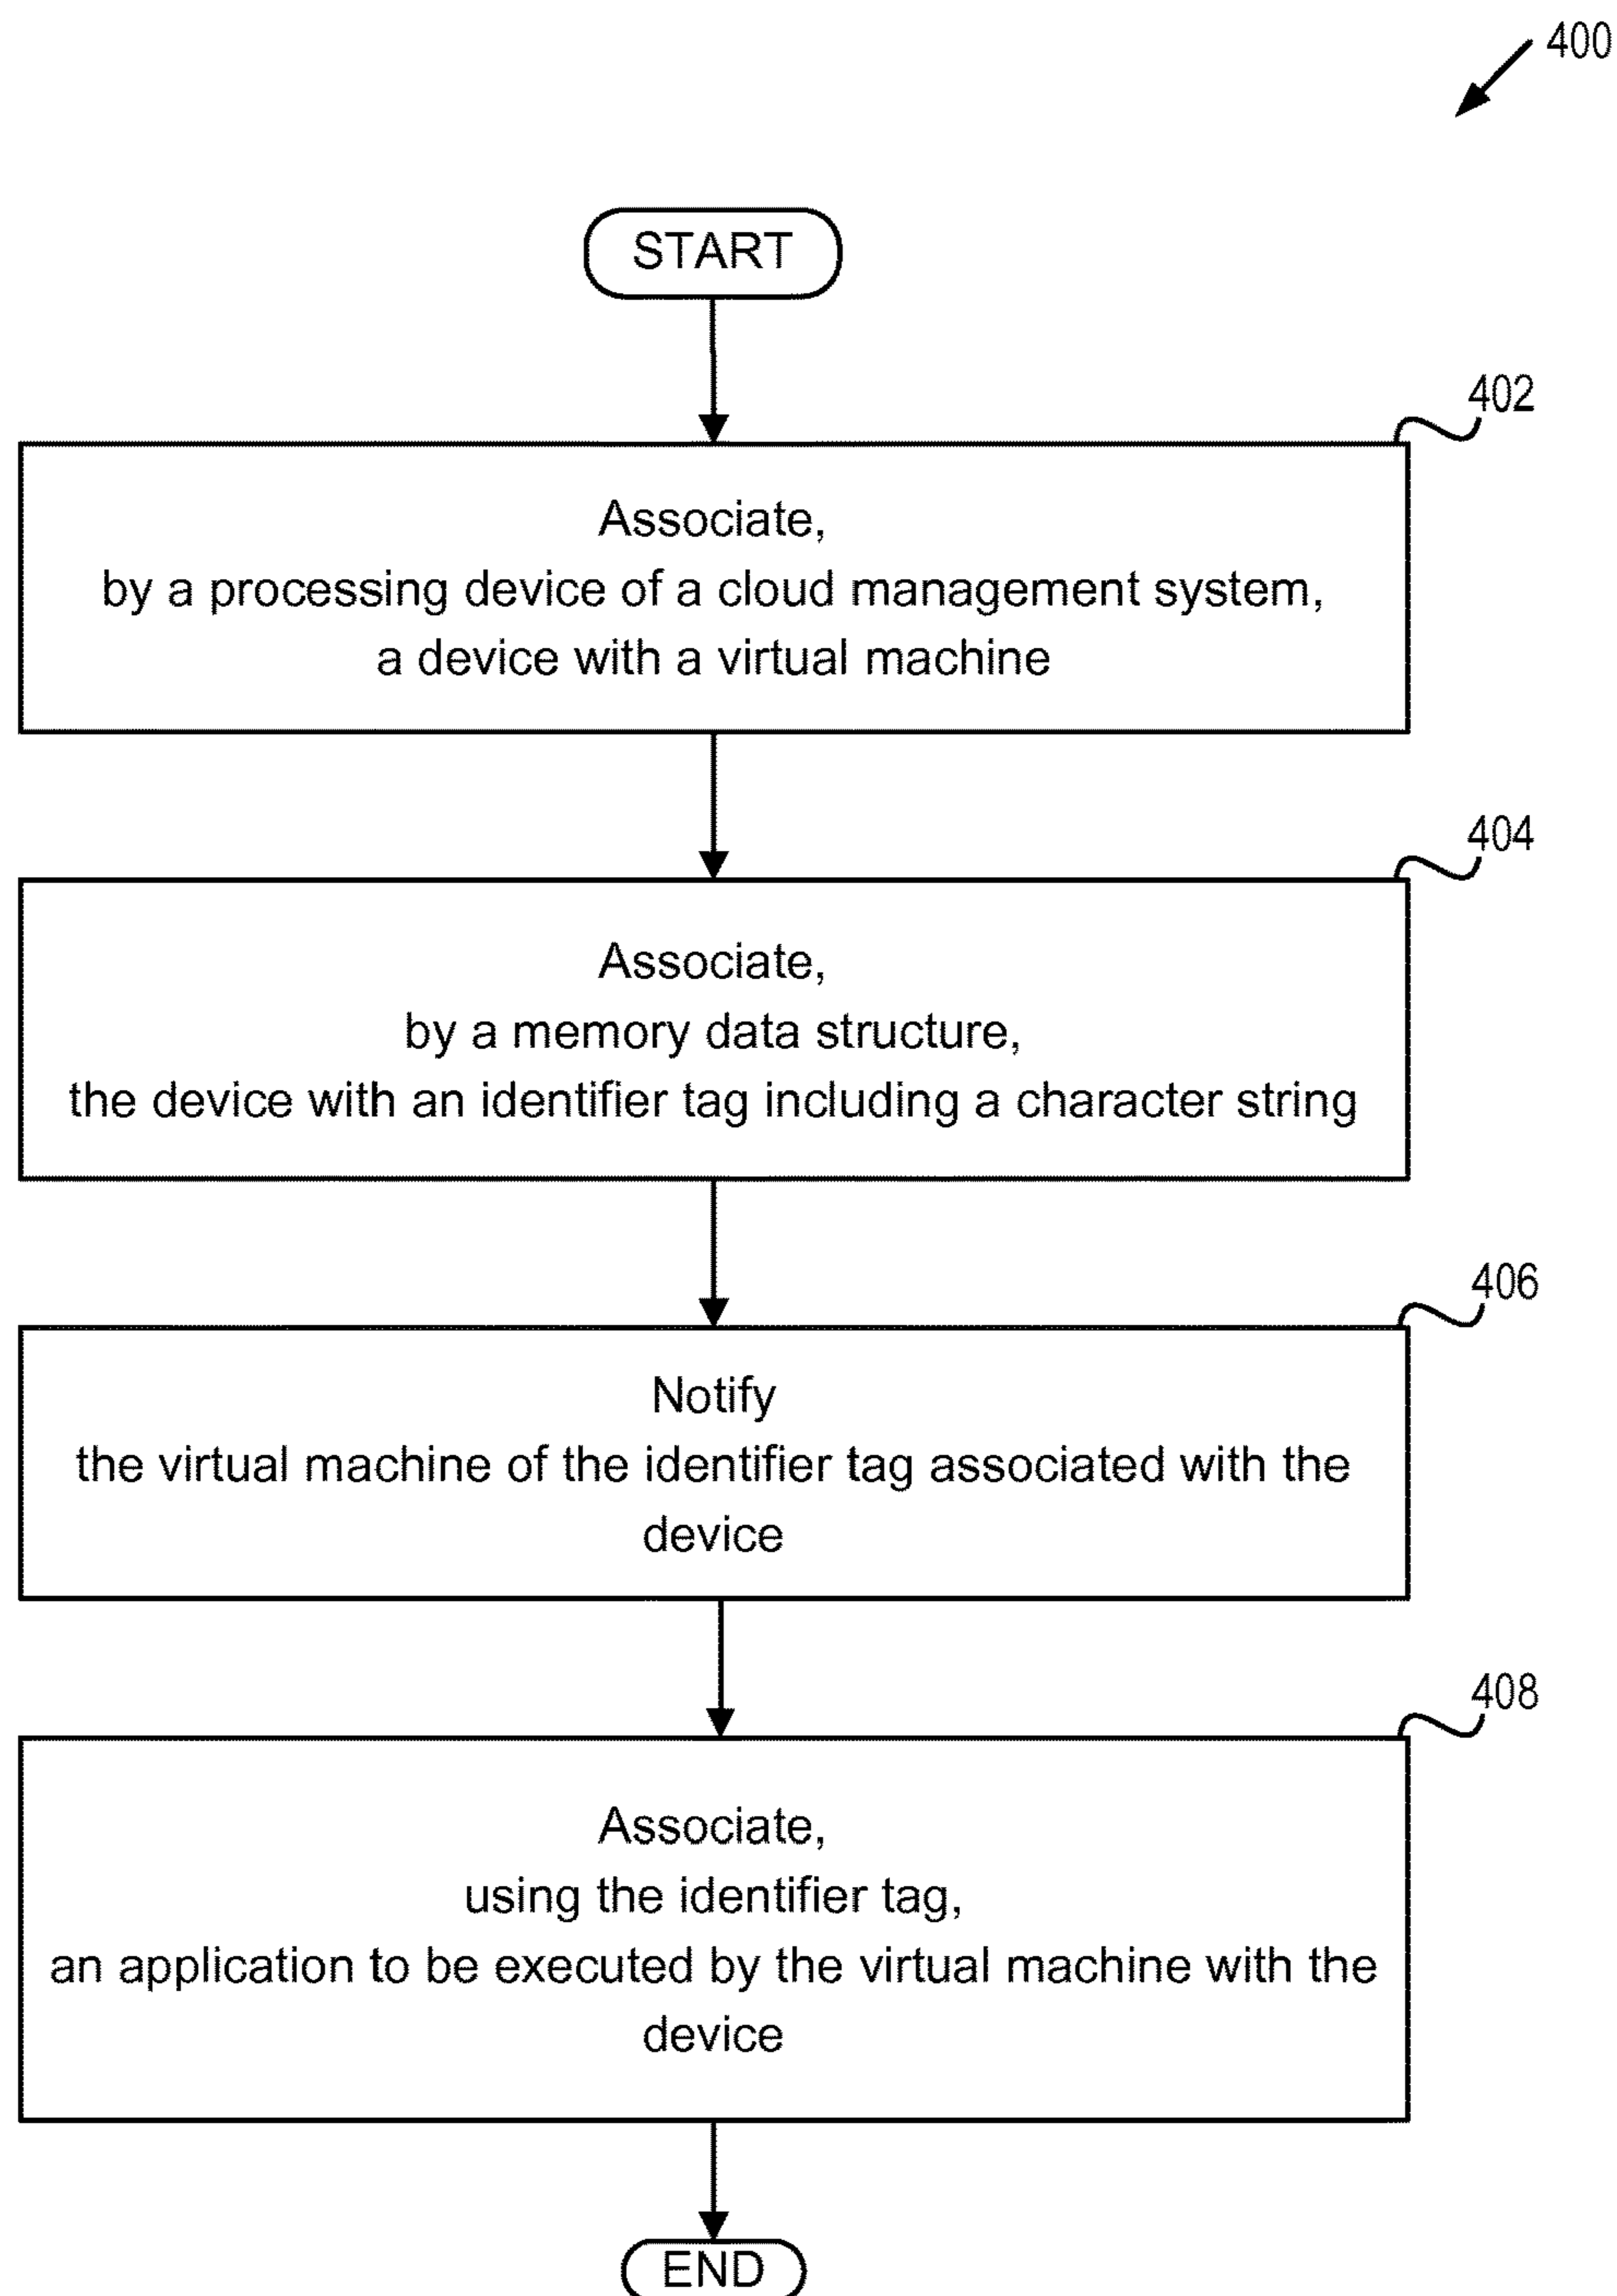 400
START
402
Associate,
by a processing device of a cloud management system,
a device with a virtual machine
404
Associate,
by a memory data structure,
the device with an identifier tag including a character string
406
Notify
the virtual machine of the identifier tag associated with the
device
408
Associate,
using the identifier tag,
an application to be executed by the virtual machine with the
device
END